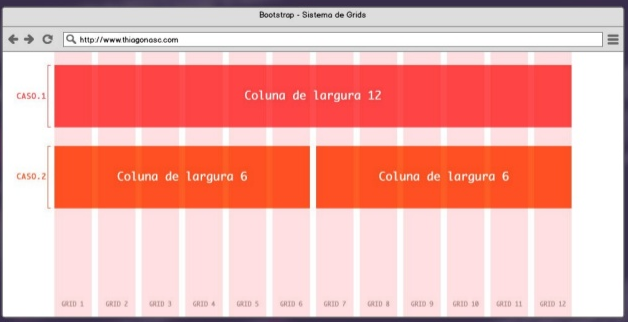 Bootstrap - Sistema de Grids
http://www.thiagonasc.com
CASO.1
Coluna de largura 12
CASO.2
Coluna de largura 6
Coluna de largura 6
GRID 1 GRID 2 GRID 3 GRID 4 GRID 5 GRID 6 GRID 7 GRID 8 GRID 9 GRID 10 GRID 11 GRID 12